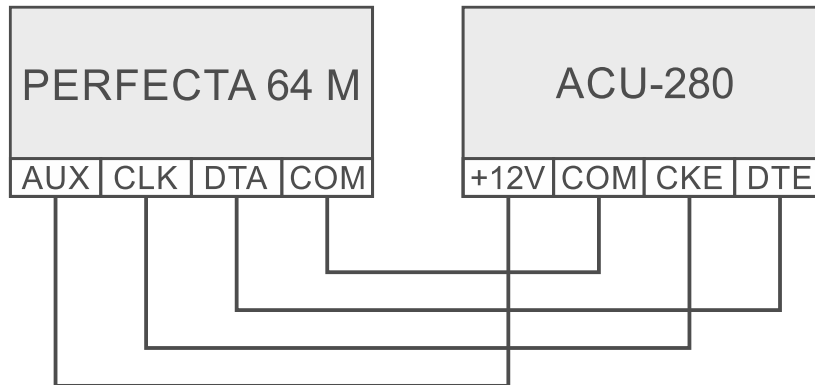 PERFECTA 64 M
ACU-280
AUX CLK DTA COM
+12V COM CKE DTE